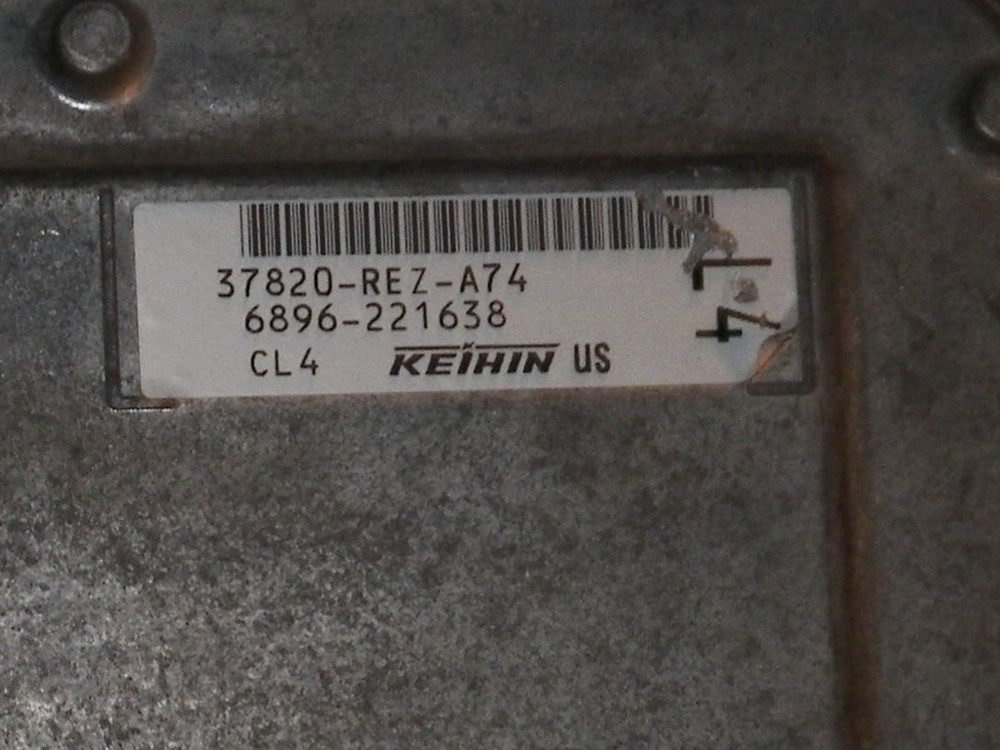 37820-REZ-A74
6896-221638
CL4 KEIHIN US